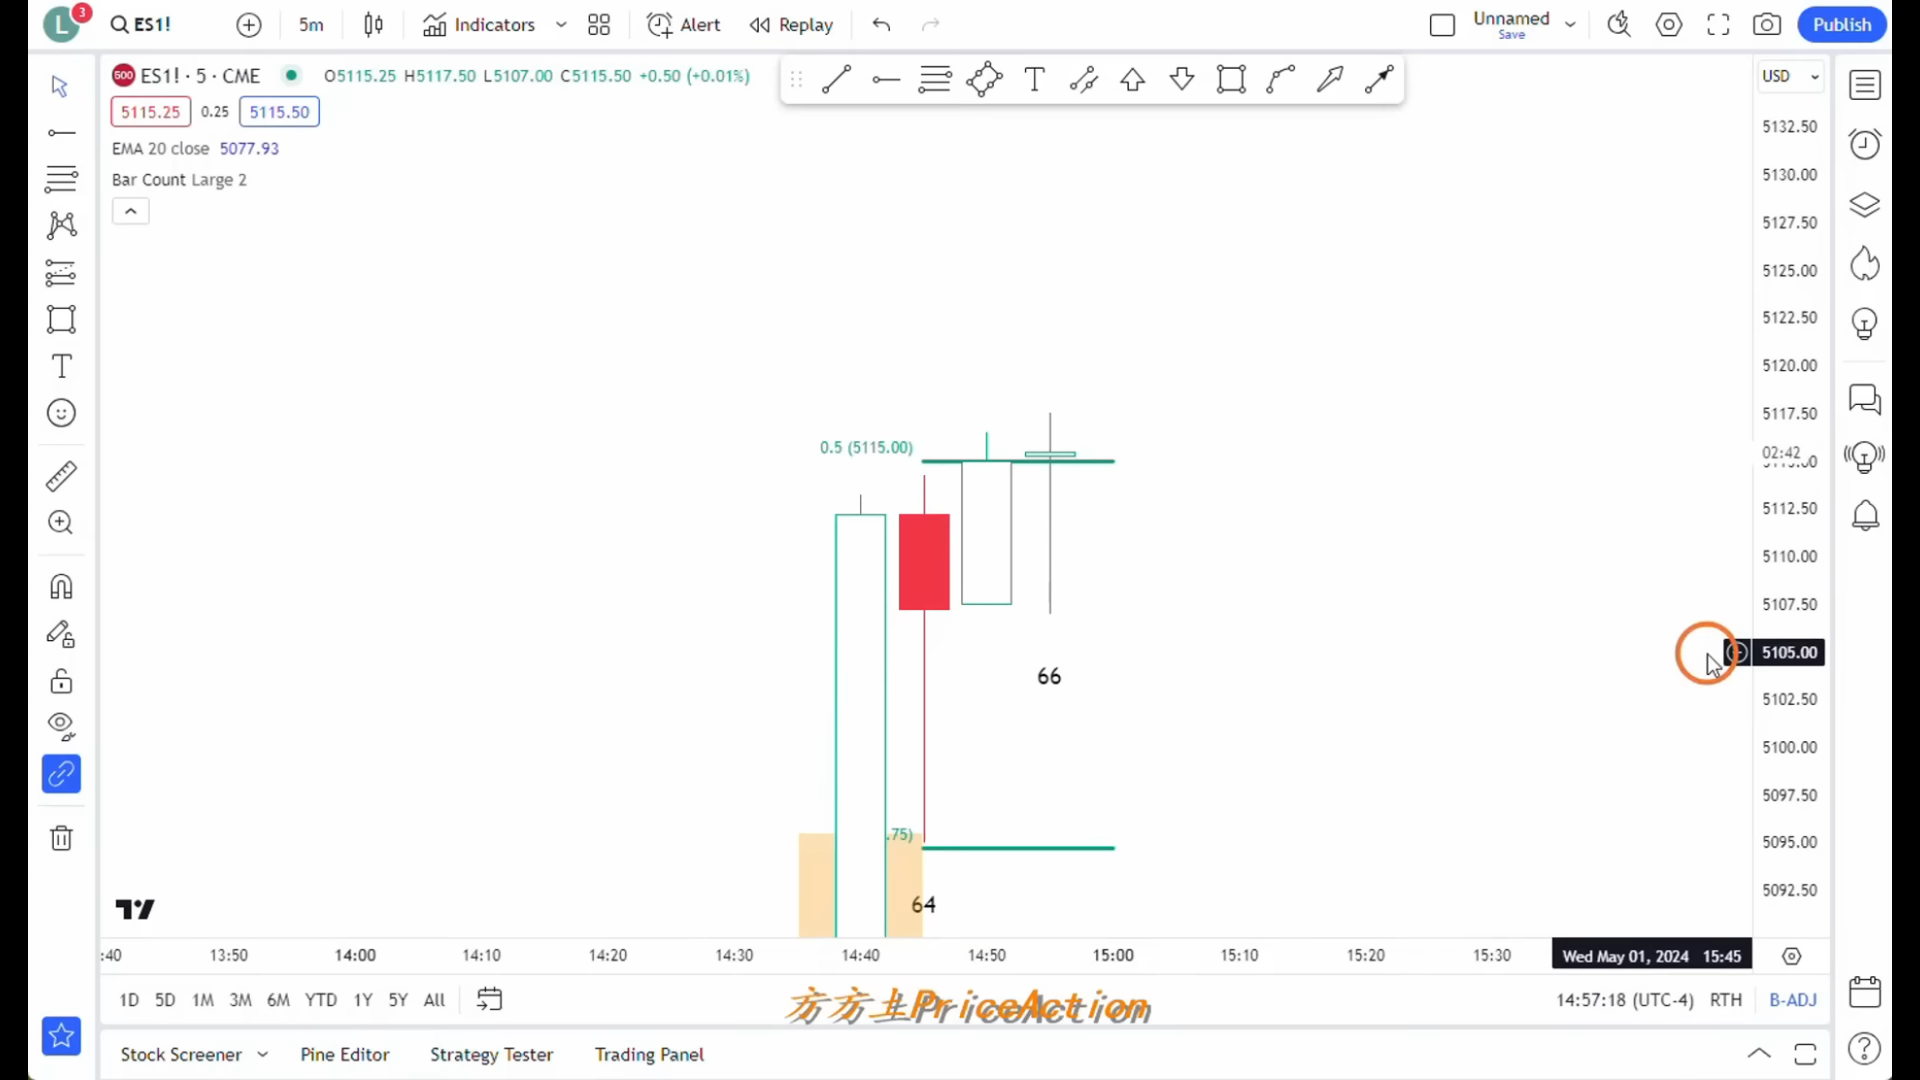 L 3 ES1! 5m Indicators Alert Replay Unnamed Save Publish
500 ES1! · 5 · CME O5115.25 H5117.50 L5107.00 C5115.50 +0.50 (+0.01%) USD
5115.25 0.25 5115.50
EMA 20 close 5077.93
Bar Count Large 2
5132.50
5130.00
5127.50
5125.00
5122.50
5120.00
5117.50
0.5 (5115.00)
02:42
5112.50
5110.00
5107.50
5105.00
66
5102.50
5100.00
5097.50
.75)
5095.00
5092.50
64
:40 13:50 14:00 14:10 14:20 14:30 14:40 14:50 15:00 15:10 15:20 15:30 Wed May 01, 2024 15:45
1D 5D 1M 3M 6M YTD 1Y 5Y All 14:57:18 (UTC-4) RTH B-ADJ
方方土PriceAction
Stock Screener Pine Editor Strategy Tester Trading Panel